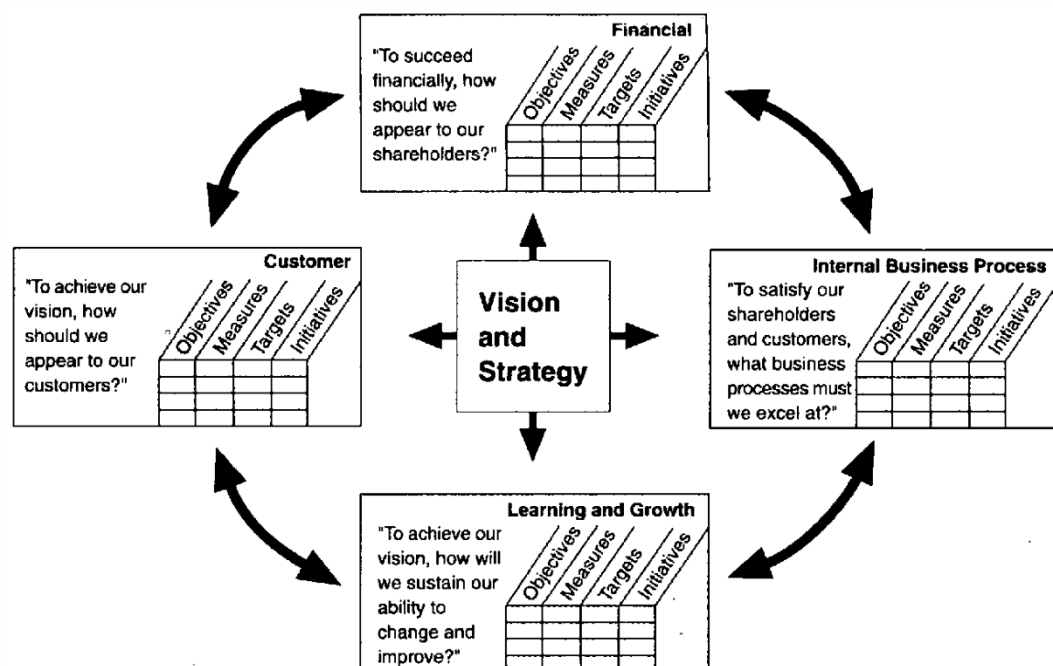 Financial
"To succeed
financially, how
should we
appear to our
shareholders?"
Objectives
Measures
Targets
Initiatives
Customer
"To achieve our
vision, how
should we
appear to our
customers?"
Objectives
Measures
Targets
Initiatives
Vision
and
Strategy
Internal Business Process
"To satisfy our
shareholders
and customers,
what business
processes must
we excel at?"
Objectives
Measures
Targets
Initiatives
Learning and Growth
"To achieve our
vision, how will
we sustain our
ability to
change and
improve?"
Objectives
Measures
Targets
Initiatives